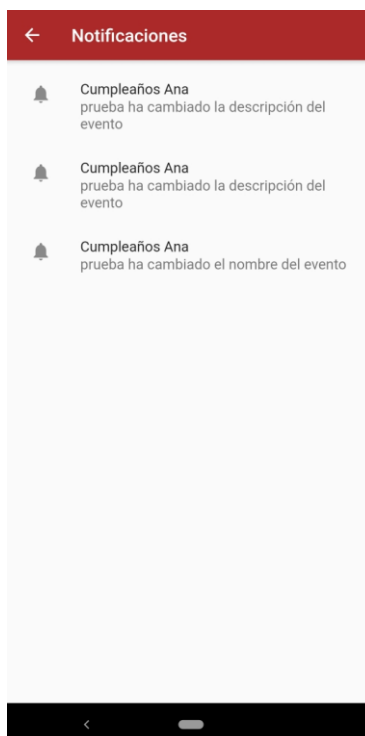 Notificaciones
Cumpleaños Ana
prueba ha cambiado la descripción del
evento
Cumpleaños Ana
prueba ha cambiado la descripción del
evento
Cumpleaños Ana
prueba ha cambiado el nombre del evento